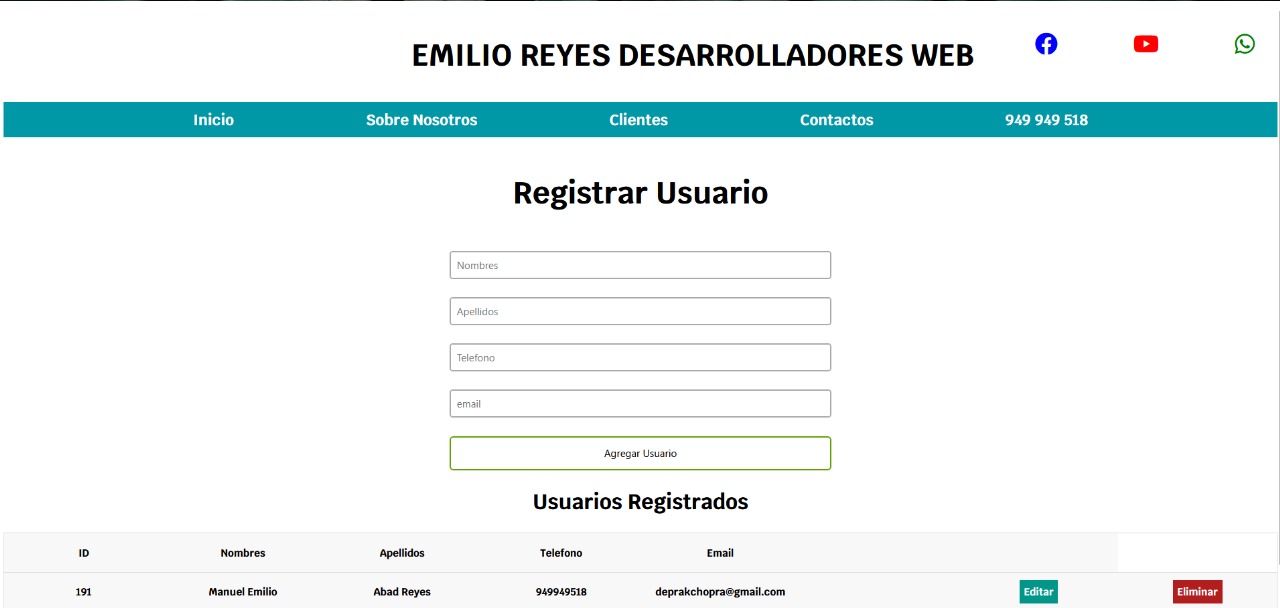 EMILIO REYES DESARROLLADORES WEB
Inicio Sobre Nosotros Clientes Contactos 949 949 518
Registrar Usuario
Nombres
Apellidos
Telefono
email
Agregar Usuario
Usuarios Registrados
ID Nombres Apellidos Telefono Email
191 Manuel Emilio Abad Reyes 949949518 deprakchopra@gmail.com Editar Eliminar